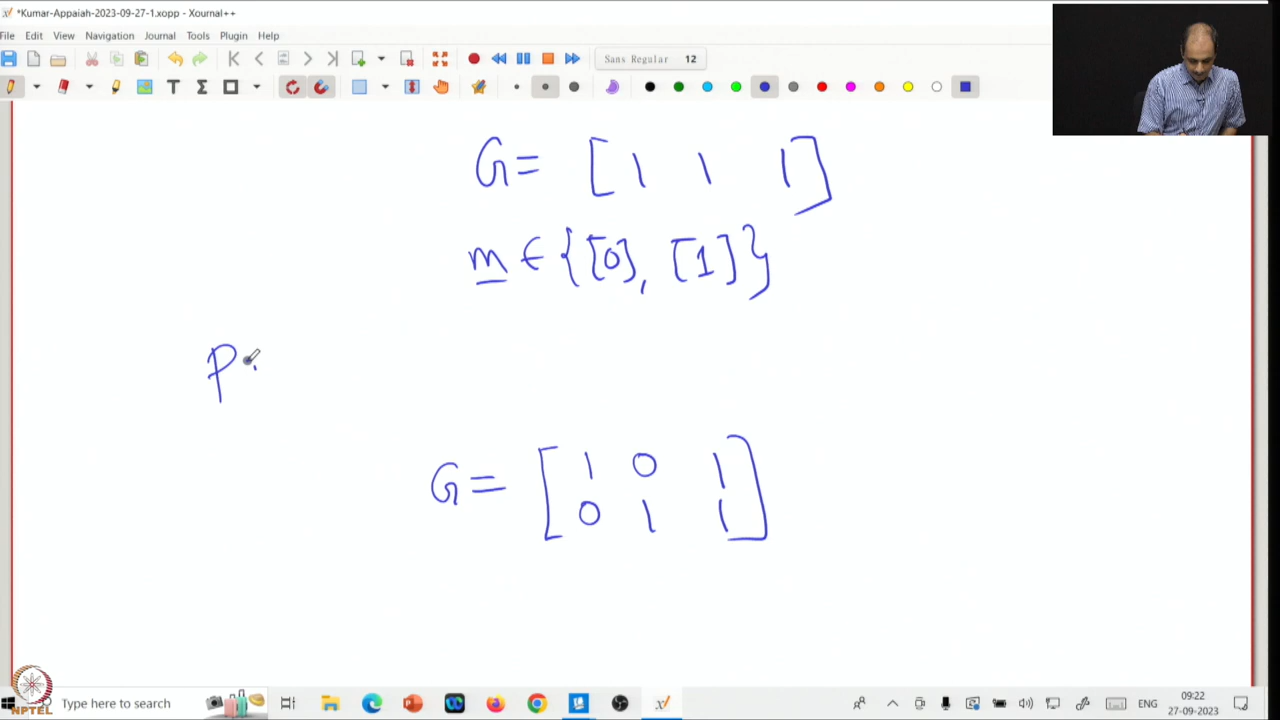 *Kumar-Appaiah-2023-09-27-1.xopp - Xournal++
File Edit View Navigation Journal Tools Plugin Help
Sans Regular 12
G = [ 1 1 1 ]
m ∈ { [0], [1] }
P
G = [ 1 0 1
0 1 1 ]
NPTEL
Type here to search
ENG
09:22
27-09-2023